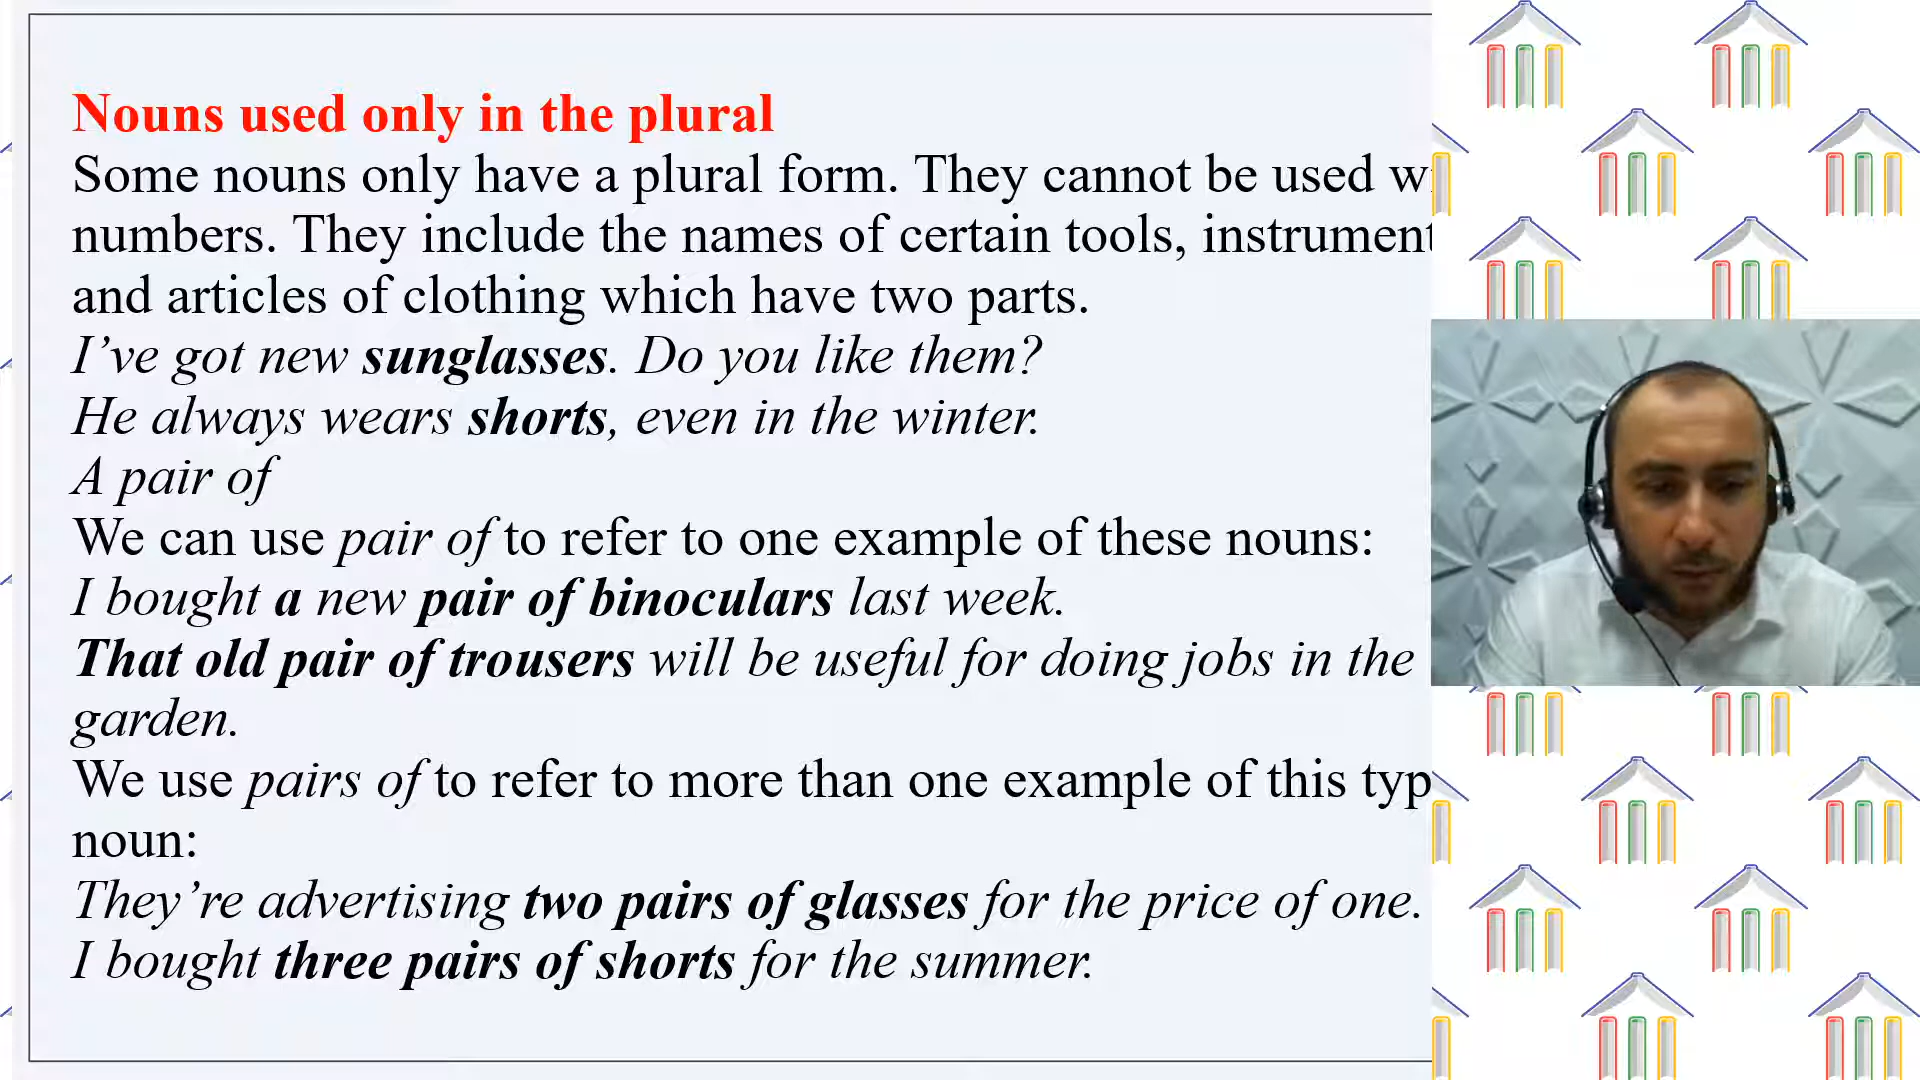 Nouns used only in the plural
Some nouns only have a plural form. They cannot be used
numbers. They include the names of certain tools, instrument
and articles of clothing which have two parts.
I’ve got new sunglasses. Do you like them?
He always wears shorts, even in the winter.
A pair of
We can use pair of to refer to one example of these nouns:
I bought a new pair of binoculars last week.
That old pair of trousers will be useful for doing jobs in the
garden.
We use pairs of to refer to more than one example of this typ
noun:
They’re advertising two pairs of glasses for the price of one.
I bought three pairs of shorts for the summer.